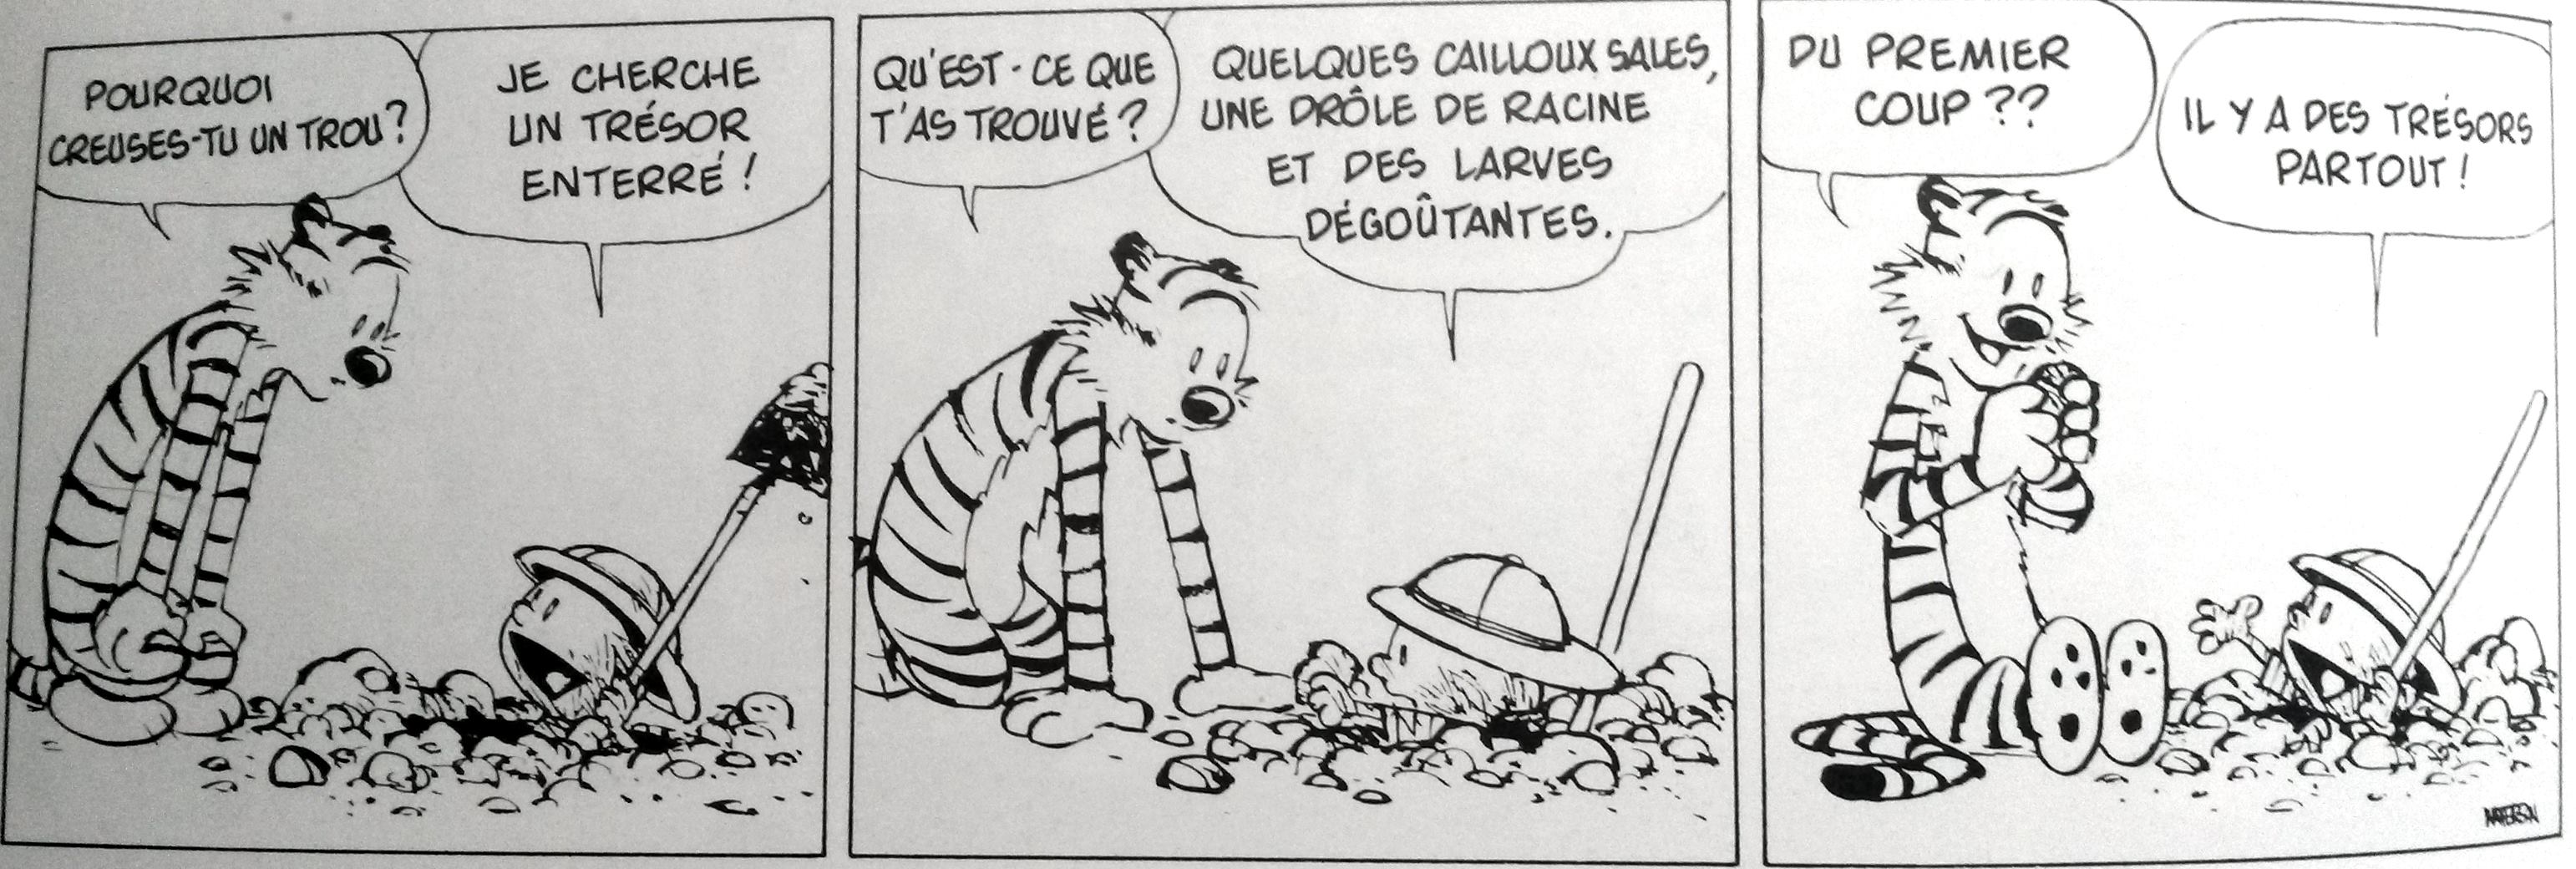 POURQUOI
CREUSES-TU UN TROU?
JE CHERCHE
UN TRÉSOR
ENTERRÉ!
QU'EST-CE QUE
T'AS TROUVÉ?
QUELQUES CAILLOUX SALES,
UNE DRÔLE DE RACINE
ET DES LARVES
DÉGOÛTANTES.
DU PREMIER
COUP??
IL Y A DES TRÉSORS
PARTOUT!
WATTERSON